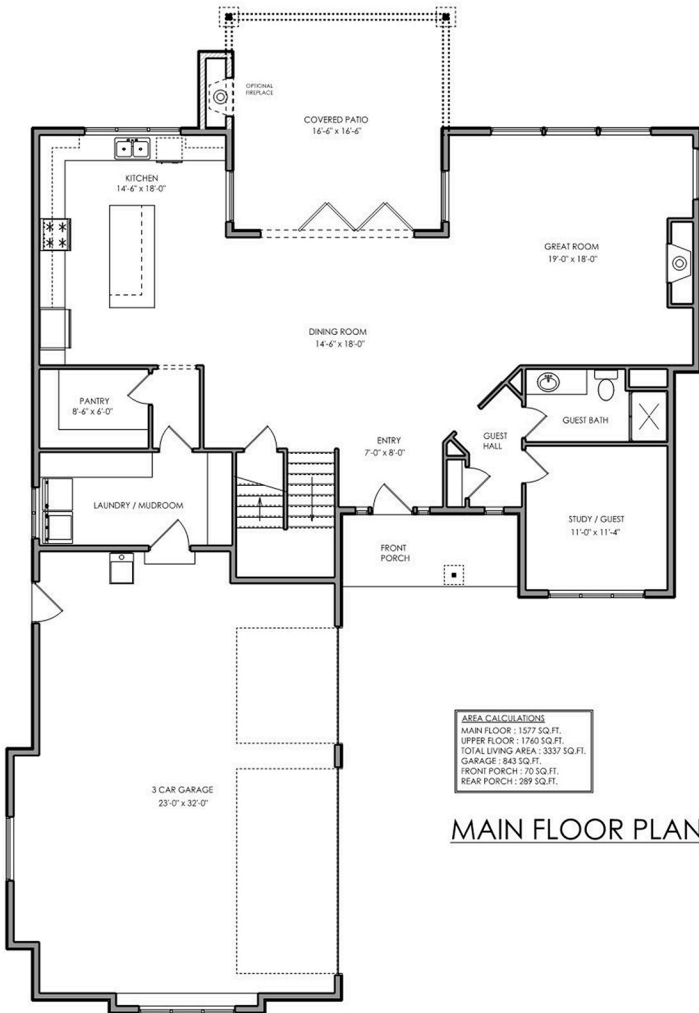 OPTIONAL
FIREPLACE
COVERED PATIO
16'-6" x 16'-6"
KITCHEN
14'-6" x 18'-0"
GREAT ROOM
19'-0" x 18'-0"
DINING ROOM
14'-6" x 18'-0"
PANTRY
8'-6" x 6'-0"
GUEST BATH
ENTRY
7'-0" x 8'-0"
GUEST
HALL
LAUNDRY / MUDROOM
STUDY / GUEST
11'-0" x 11'-4"
FRONT
PORCH
3 CAR GARAGE
23'-0" x 32'-0"
AREA CALCULATIONS
MAIN FLOOR : 1577 SQ.FT.
UPPER FLOOR : 1760 SQ.FT.
TOTAL LIVING AREA : 3337 SQ.FT.
GARAGE : 843 SQ.FT.
FRONT PORCH : 70 SQ.FT.
REAR PORCH : 289 SQ.FT.
MAIN FLOOR PLAN